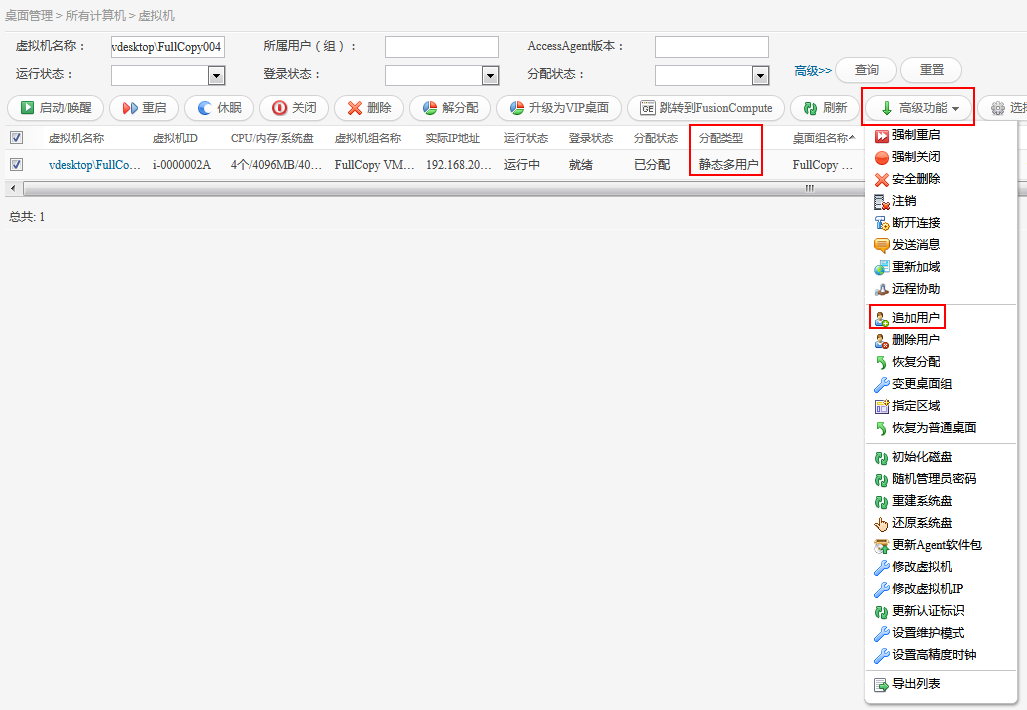 桌面管理 > 所有计算机 > 虚拟机
虚拟机名称： vdesktop\FullCopy004 所属用户（组）： AccessAgent版本：
运行状态： 登录状态： 分配状态： 高级>> 查询 重置
启动/唤醒 重启 休眠 关闭 删除 解分配 升级为VIP桌面 跳转到FusionCompute 刷新 高级功能
虚拟机名称 虚拟机ID CPU/内存/系统盘 虚拟机组名称 实际IP地址 运行状态 登录状态 分配状态 分配类型 桌面组名称
vdesktop\FullCo... i-0000002A 4个/4096MB/40... FullCopy VM... 192.168.20... 运行中 就绪 已分配 静态多用户 FullCopy ...
总共: 1
强制重启
强制关闭
安全删除
注销
断开连接
发送消息
重新加域
远程协助
追加用户
删除用户
恢复分配
变更桌面组
指定区域
恢复为普通桌面
初始化磁盘
随机管理员密码
重建系统盘
还原系统盘
更新Agent软件包
修改虚拟机
修改虚拟机IP
更新认证标识
设置维护模式
设置高精度时钟
导出列表